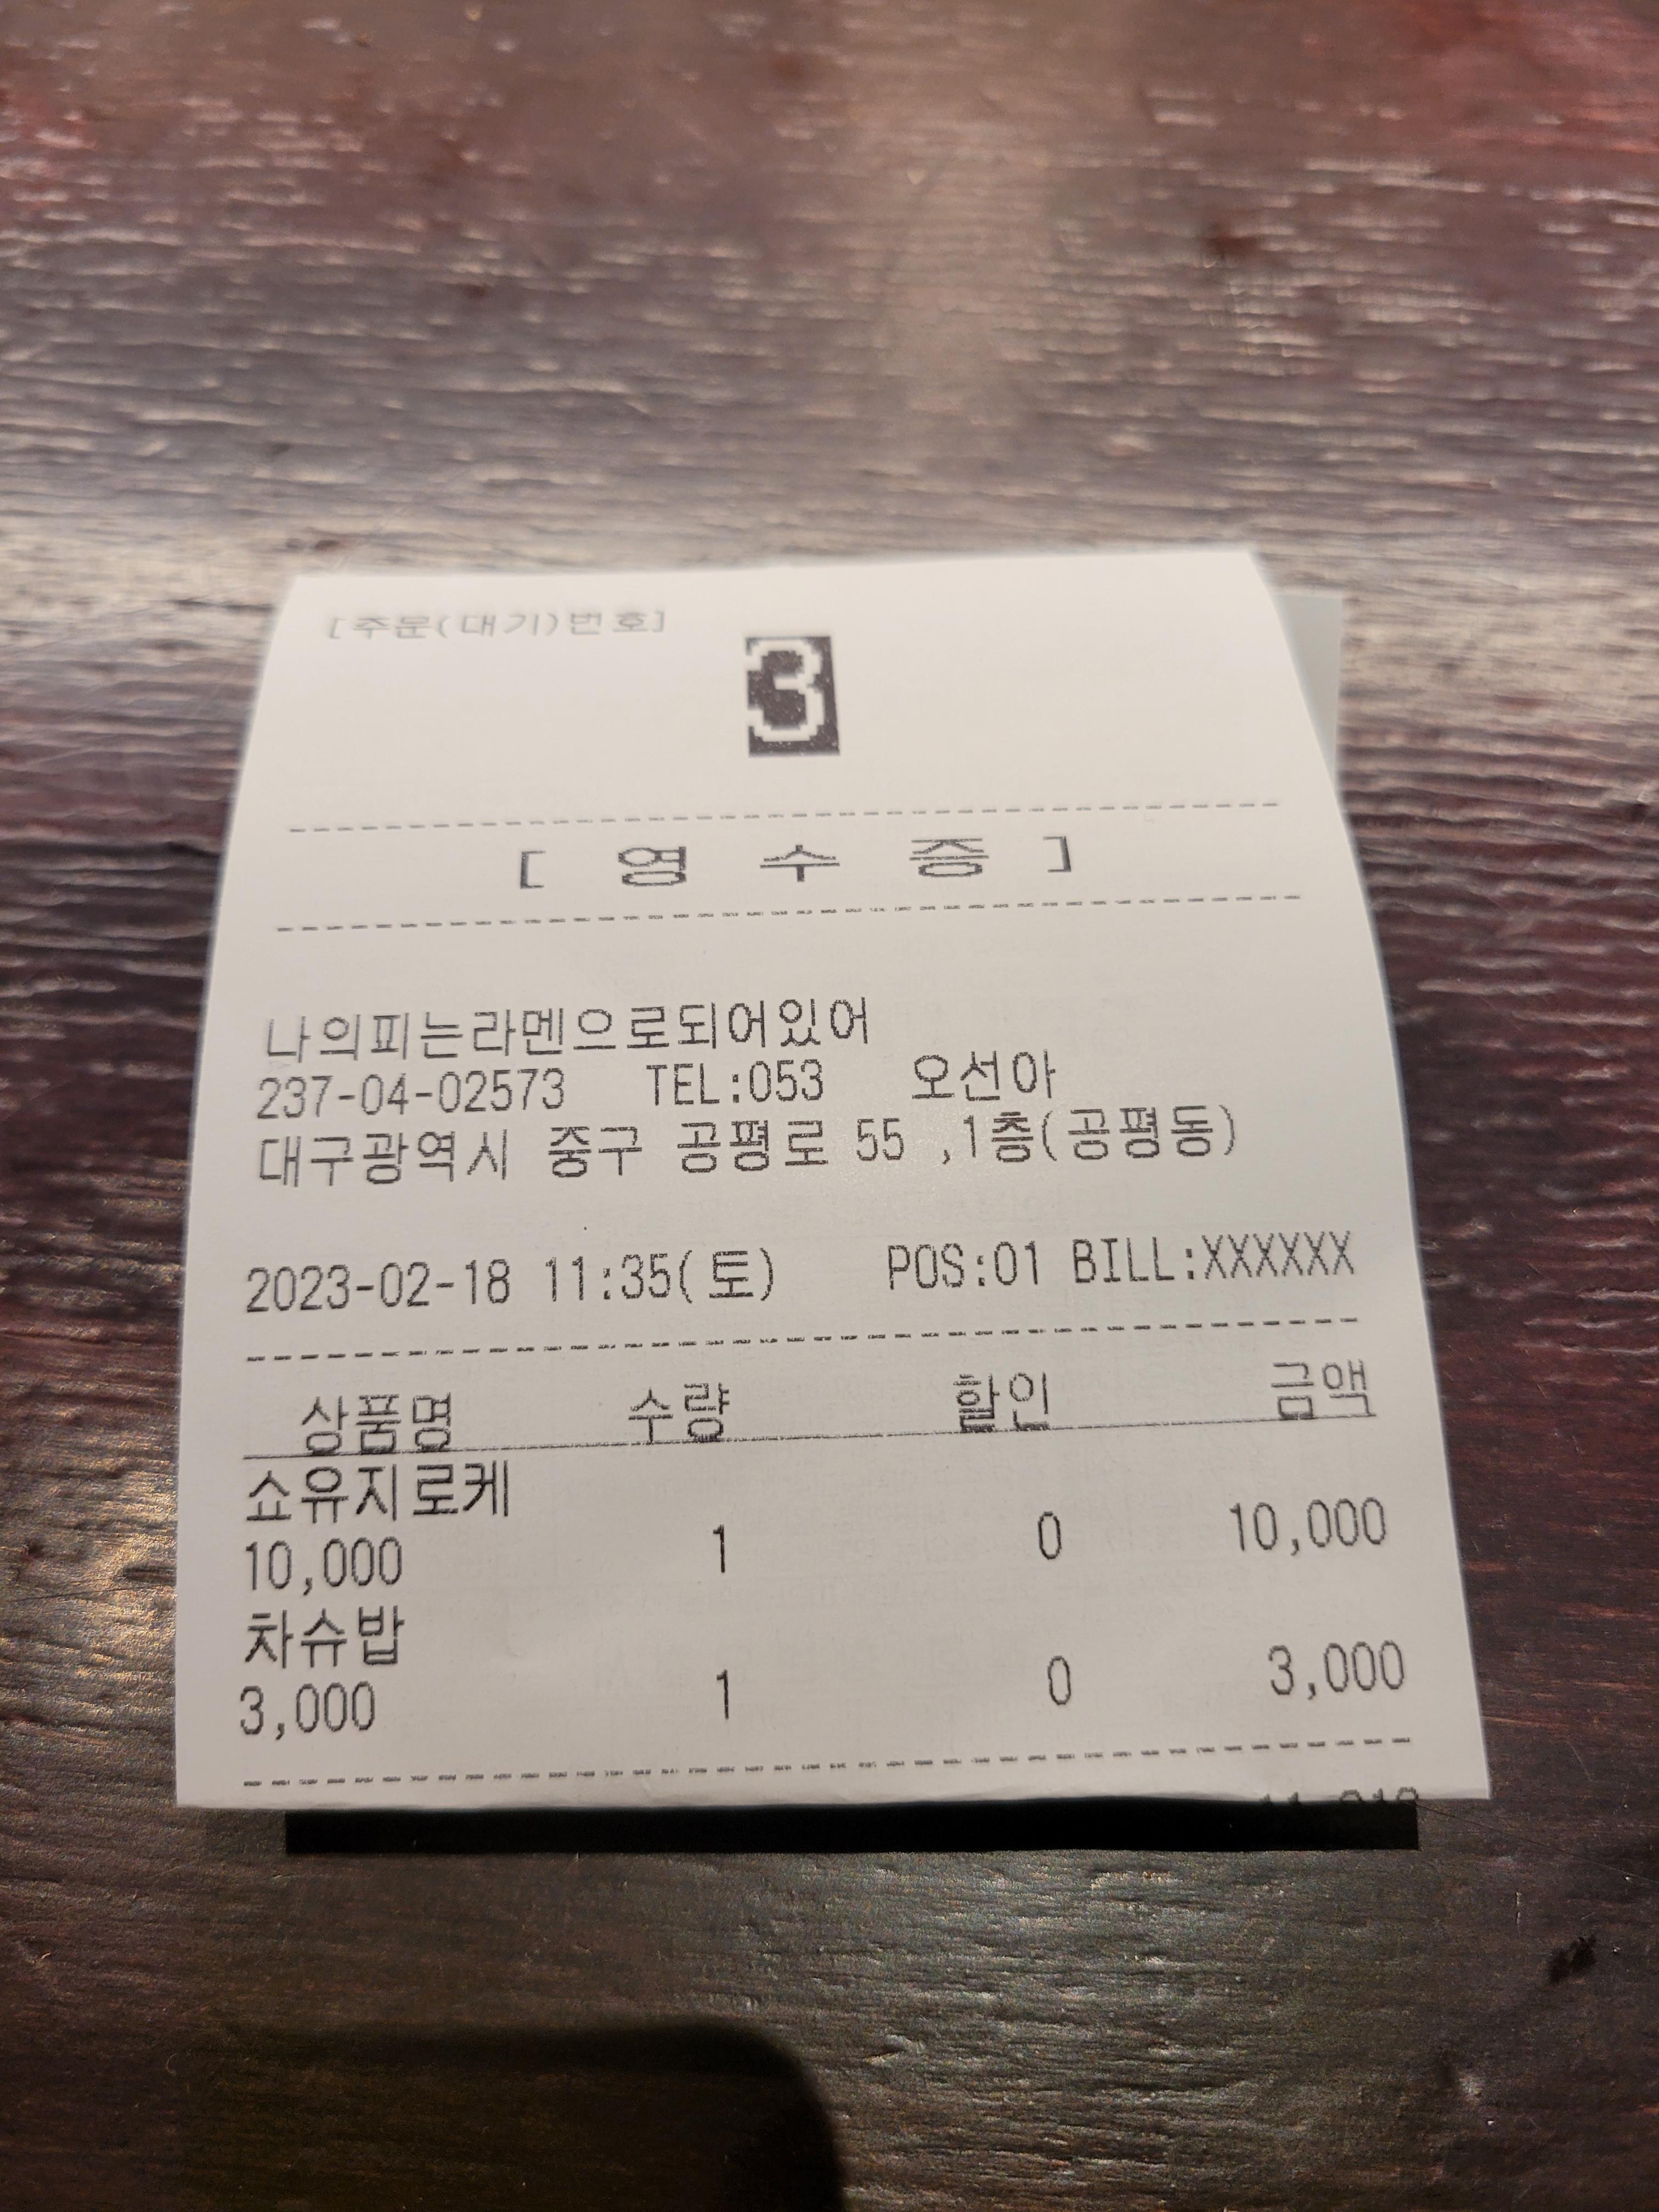 [주문(대기)번호]
3
[ 영 수 증 ]
나의피는라멘으로되어있어
237-04-02573 TEL:053 오선아
대구광역시 중구 공평로 55 ,1층(공평동)
2023-02-18 11:35(토) POS:01 BILL:XXXXXX
상품명 수량 할인 금액
쇼유지로케
10,000 1 0 10,000
차슈밥
3,000 1 0 3,000